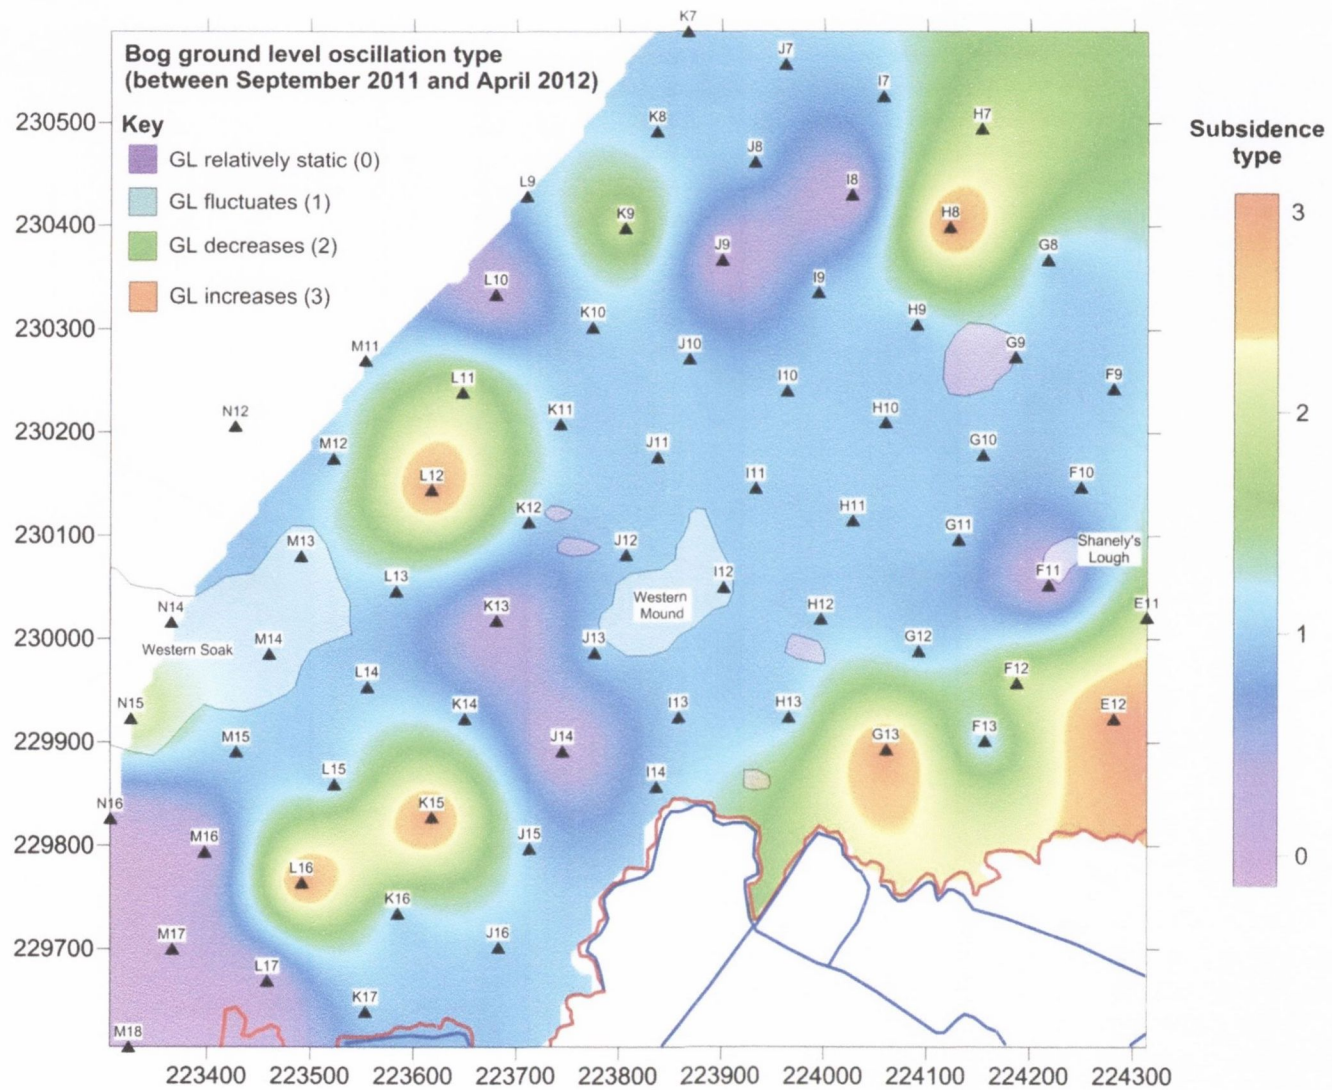 Bog ground level oscillation type
(between September 2011 and April 2012)
Key
GL relatively static (0)
GL fluctuates (1)
GL decreases (2)
GL increases (3)
Subsidence
type
3
2
1
0
230500
230400
230300
230200
230100
230000
229900
229800
229700
223400 223500 223600 223700 223800 223900 224000 224100 224200 224300
K7
J7
I7
H7
K8
J8
I8
L9
K9
H8
J9
G8
L10
I9
K10
H9
M11
J10
G9
L11
I10
F9
N12
K11
H10
M12
J11
G10
L12
I11
F10
K12
H11
M13
J12
G11
Shanely's
Lough
L13
I12
F11
Western
Mound
N14
K13
H12
E11
Western Soak
M14
J13
G12
L14
F12
N15
K14
I13
H13
E12
M15
J14
G13
F13
L15
I14
N16
K15
M16
J15
L16
K16
M17
J16
L17
K17
M18